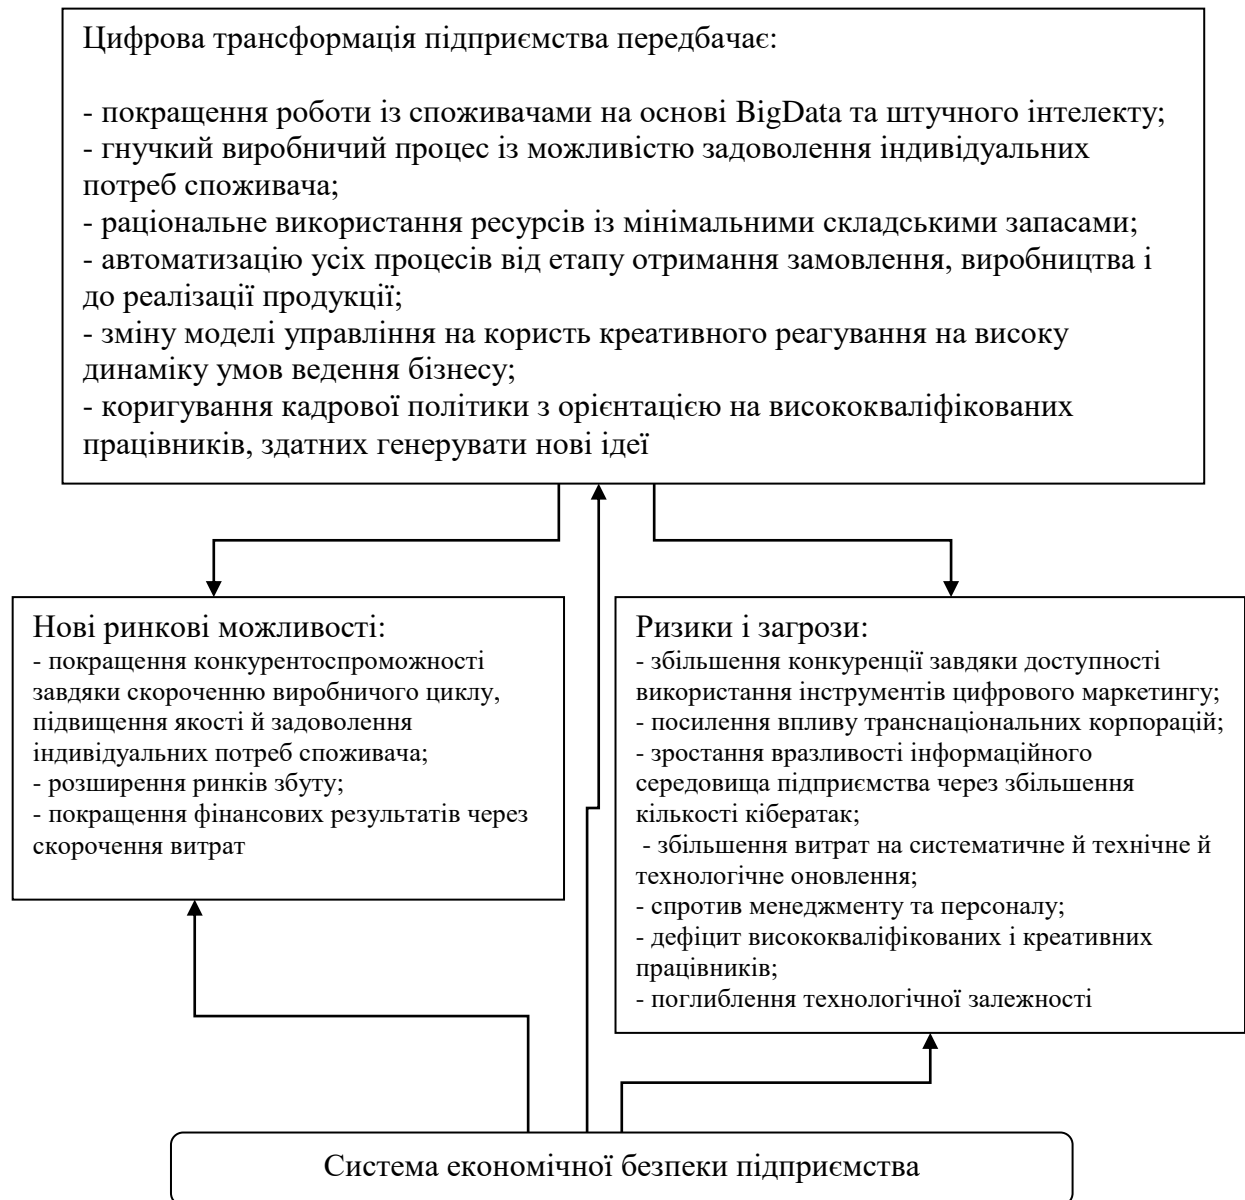 Цифрова трансформація підприємства передбачає:
- покращення роботи із споживачами на основі BigData та штучного інтелекту;
- гнучкий виробничий процес із можливістю задоволення індивідуальних
потреб споживача;
- раціональне використання ресурсів із мінімальними складськими запасами;
- автоматизацію усіх процесів від етапу отримання замовлення, виробництва і
до реалізації продукції;
- зміну моделі управління на користь креативного реагування на високу
динаміку умов ведення бізнесу;
- коригування кадрової політики з орієнтацією на висококваліфікованих
працівників, здатних генерувати нові ідеї
Нові ринкові можливості:
- покращення конкурентоспроможності
завдяки скороченню виробничого циклу,
підвищення якості й задоволення
індивідуальних потреб споживача;
- розширення ринків збуту;
- покращення фінансових результатів через
скорочення витрат
Ризики і загрози:
- збільшення конкуренції завдяки доступності
використання інструментів цифрового маркетингу;
- посилення впливу транснаціональних корпорацій;
- зростання вразливості інформаційного
середовища підприємства через збільшення
кількості кібератак;
- збільшення витрат на систематичне й технічне й
технологічне оновлення;
- спротив менеджменту та персоналу;
- дефіцит висококваліфікованих і креативних
працівників;
- поглиблення технологічної залежності
Система економічної безпеки підприємства